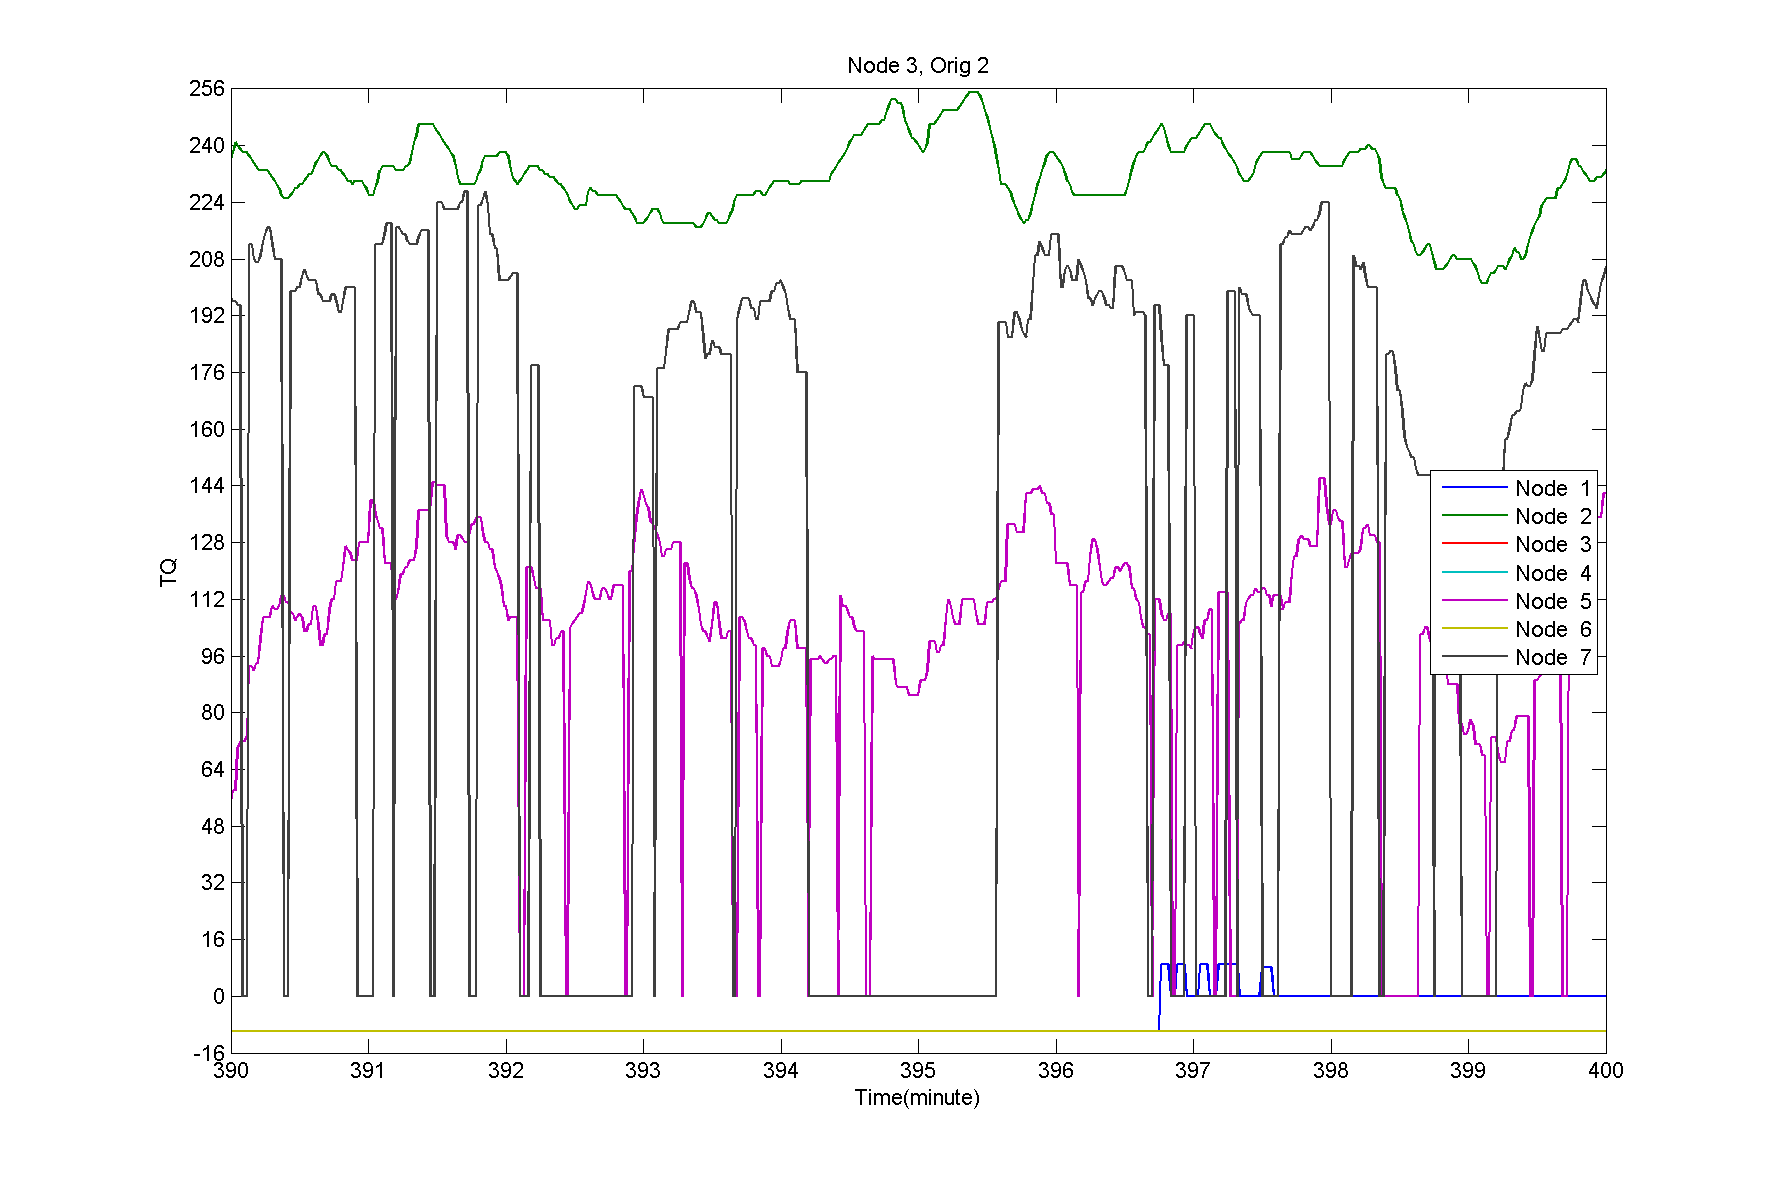 Node 3, Orig 2
256
240
224
208
192
176
160
144
128
112
96
80
64
48
32
16
0
-16
TQ
390 391 392 393 394 395 396 397 398 399 400
Time(minute)
Node 1
Node 2
Node 3
Node 4
Node 5
Node 6
Node 7